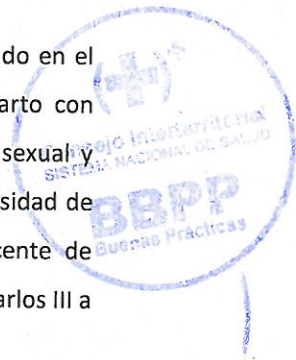 do en el
arto con
sexual y
sidad de
cente de
arlos III a
Consejo Interterritorial
SISTEMA NACIONAL DE SALUD
BBPP
Buenas Prácticas